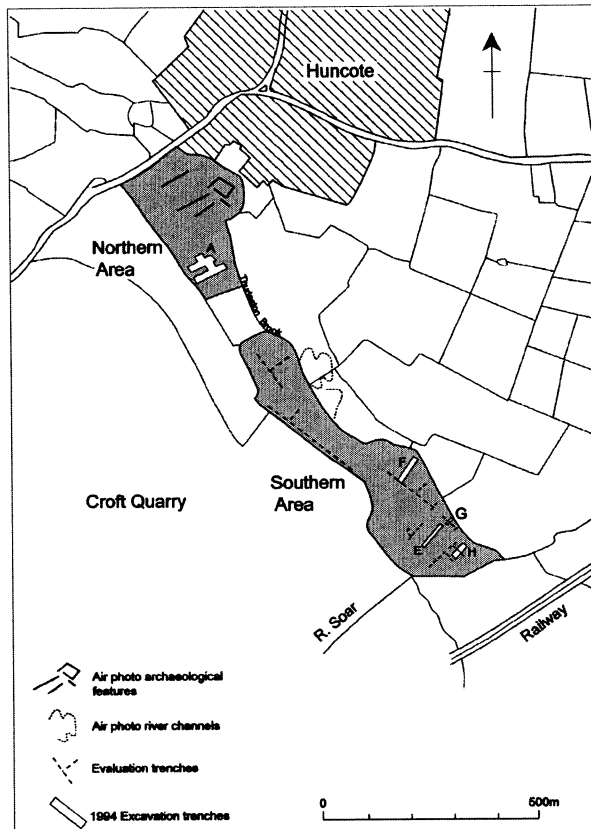 Huncote
Northern
Area
A
Thurlaston Brook
Southern
Area
Croft Quarry
F
G
E
H
R. Soar
Railway
Air photo archaeological
features
Air photo river channels
Evaluation trenches
1994 Excavation trenches
0
500m